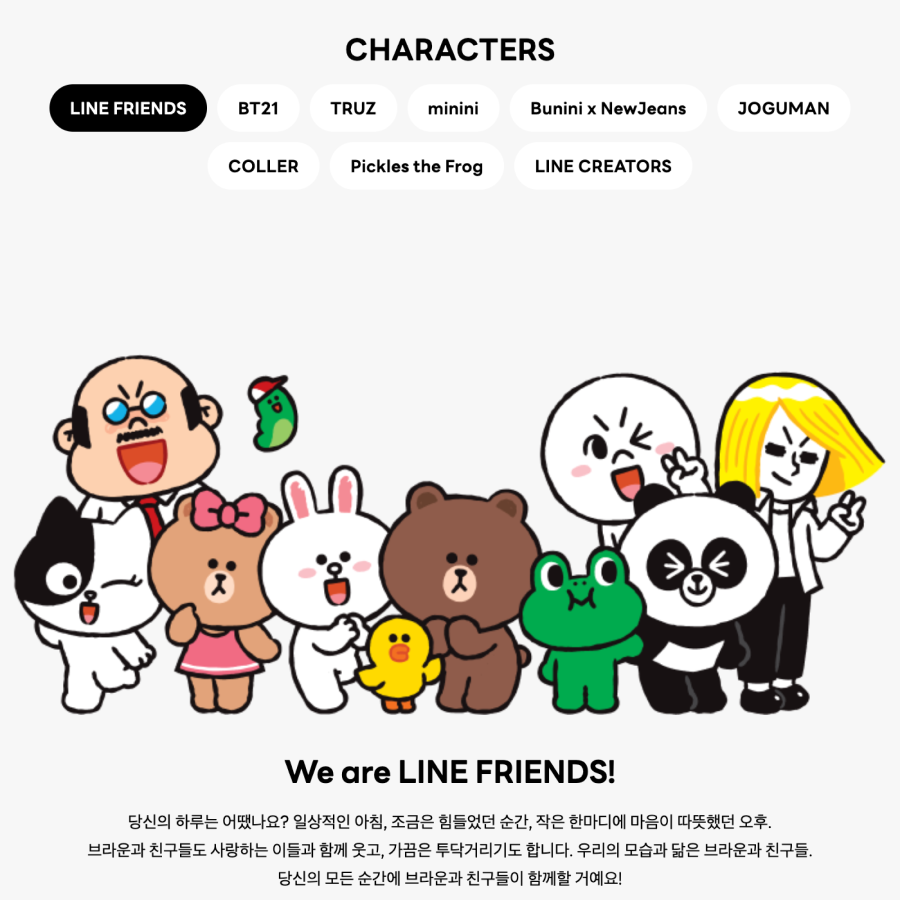 CHARACTERS
LINE FRIENDS BT21 TRUZ minini Bunini x NewJeans JOGUMAN
COLLER Pickles the Frog LINE CREATORS
We are LINE FRIENDS!
당신의 하루는 어땠나요? 일상적인 아침, 조금은 힘들었던 순간, 작은 한마디에 마음이 따뜻했던 오후.
브라운과 친구들도 사랑하는 이들과 함께 웃고, 가끔은 투닥거리기도 합니다. 우리의 모습과 닮은 브라운과 친구들.
당신의 모든 순간에 브라운과 친구들이 함께할 거예요!